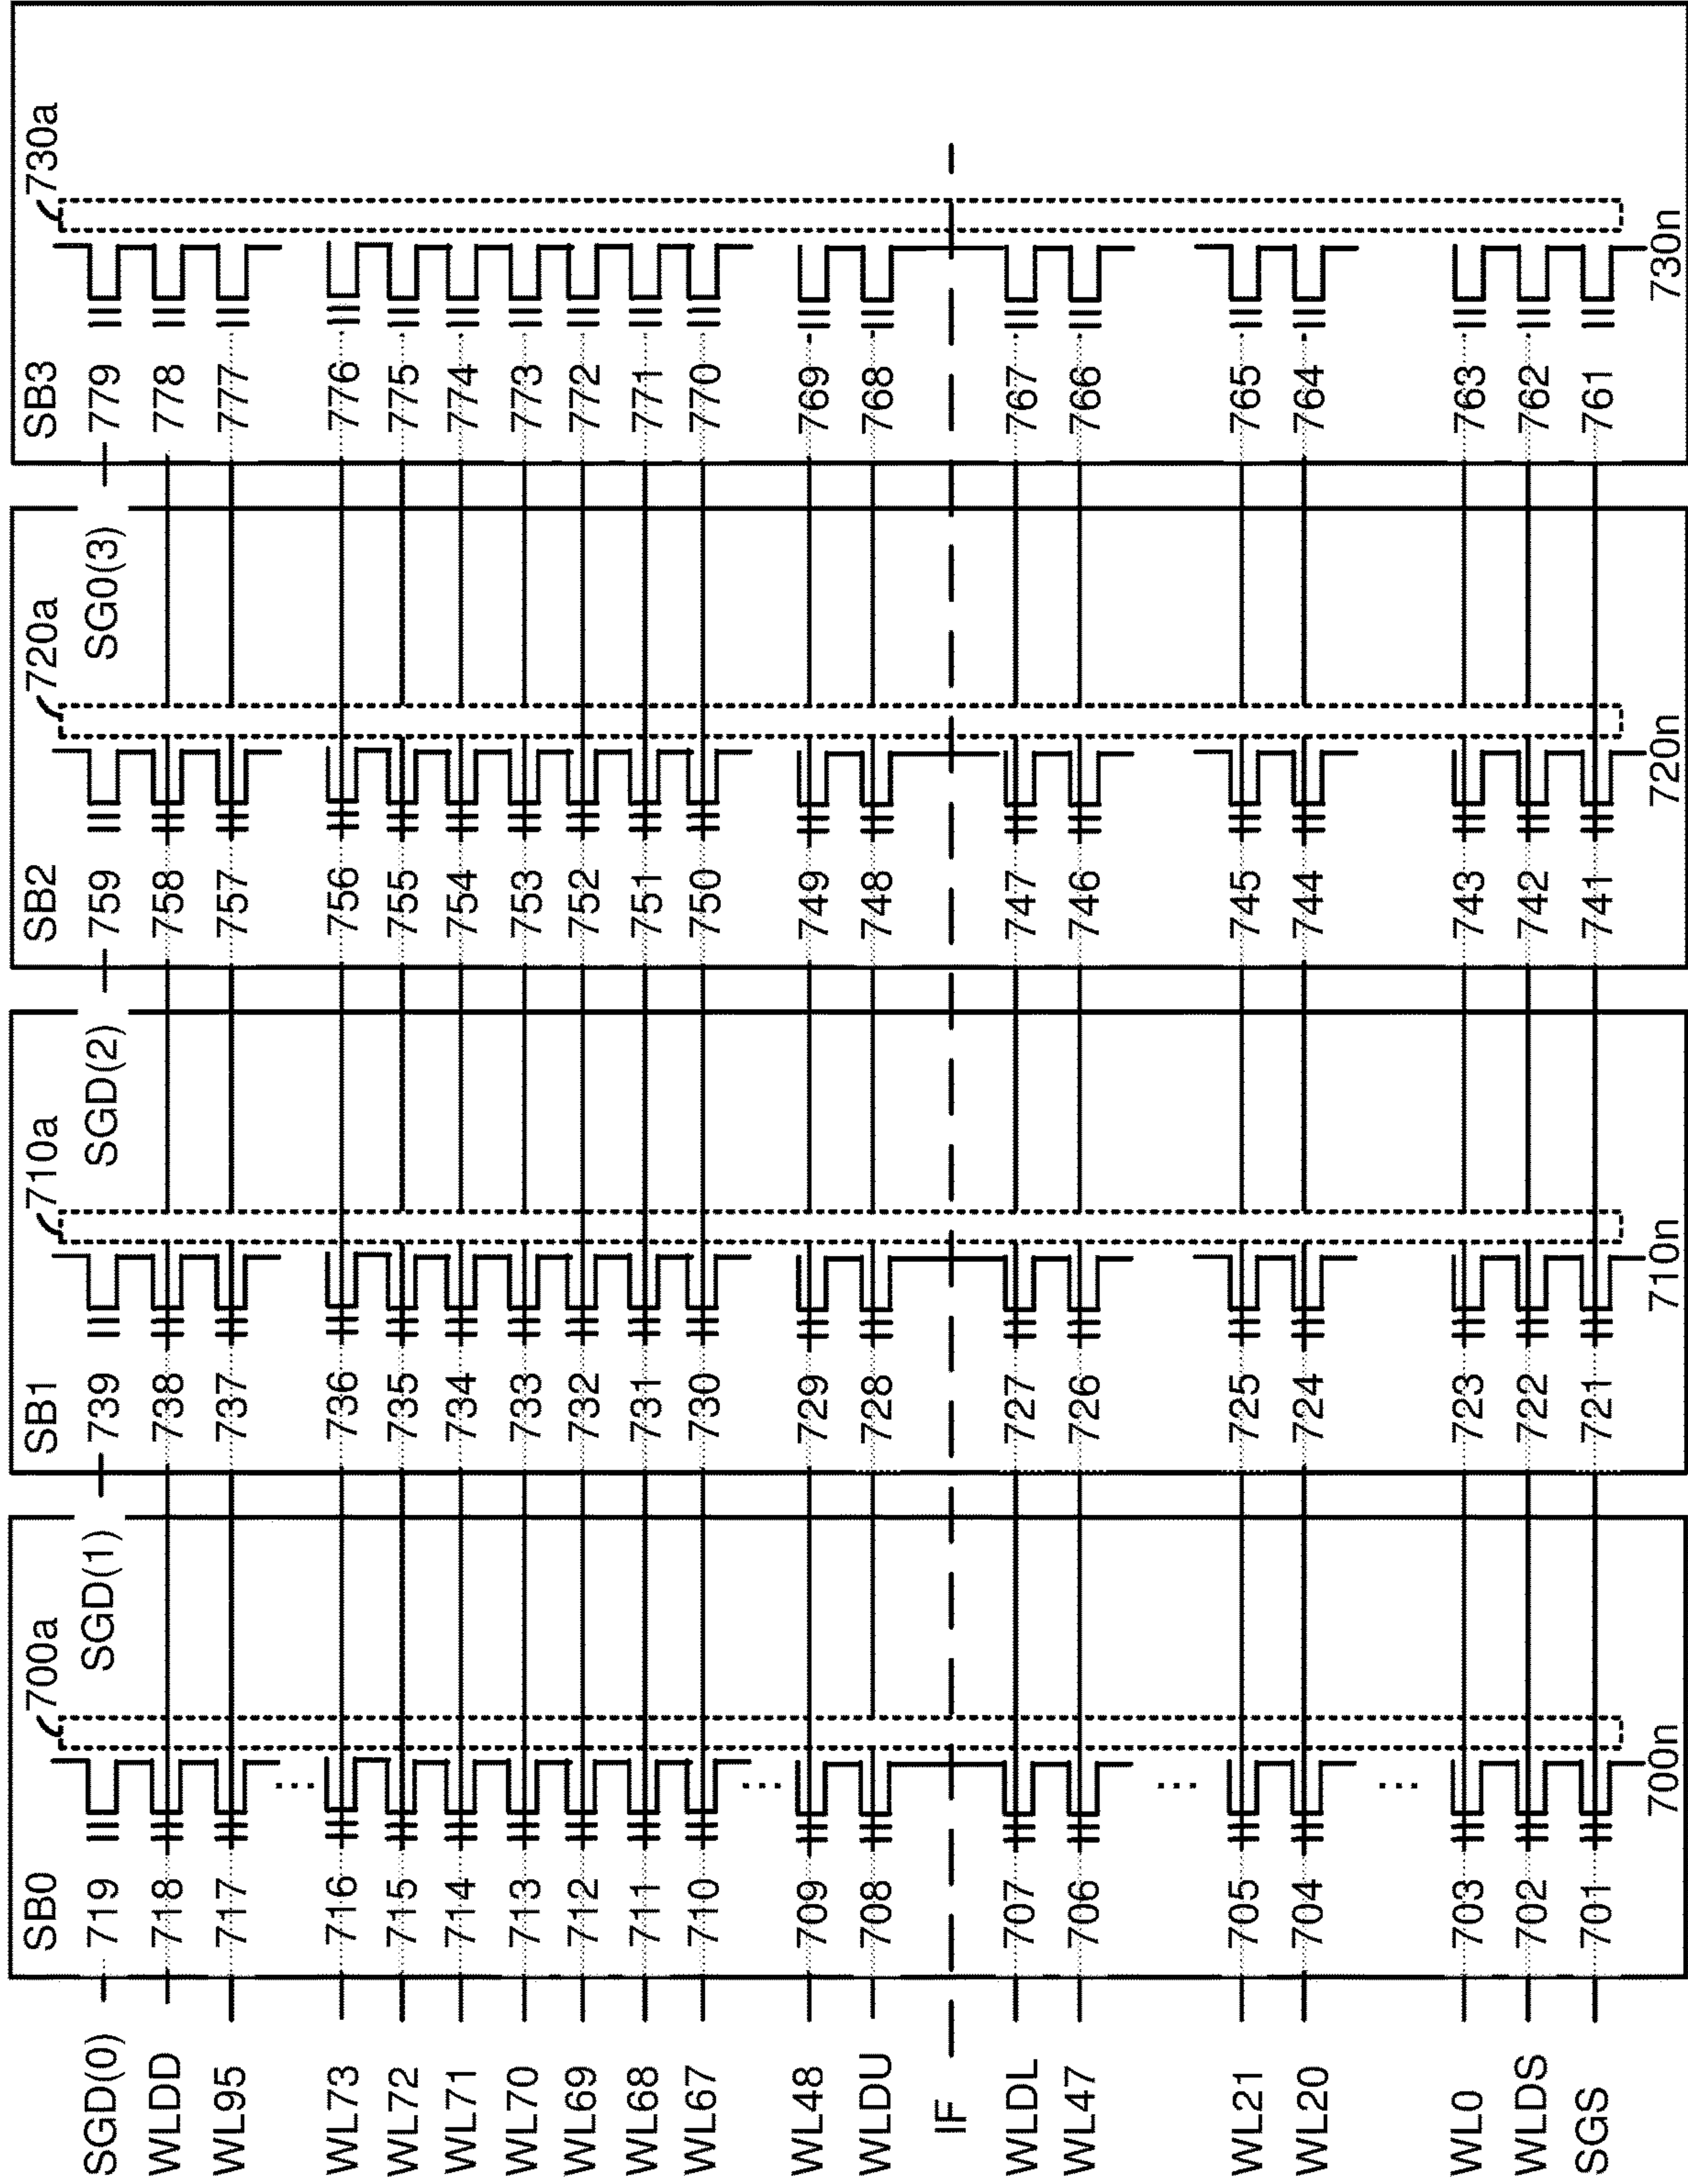 SB0 700a SB1 710a SB2 720a SB3 730a
SGD(0) 719 SGD(1) 739 SGD(2) 759 SG0(3) 779
WLDD 718 738 758 778
WL95 717 737 757 777
...
WL73 716 736 756 776
WL72 715 735 755 775
WL71 714 734 754 774
WL70 713 733 753 773
WL69 712 732 752 772
WL68 711 731 751 771
WL67 710 730 750 770
...
WL48 709 729 749 769
WLDU 708 728 748 768
IF
WLDL 707 727 747 767
WL47 706 726 746 766
...
WL21 705 725 745 765
WL20 704 724 744 764
...
WL0 703 723 743 763
WLDS 702 722 742 762
SGS 701 721 741 761
700n 710n 720n 730n